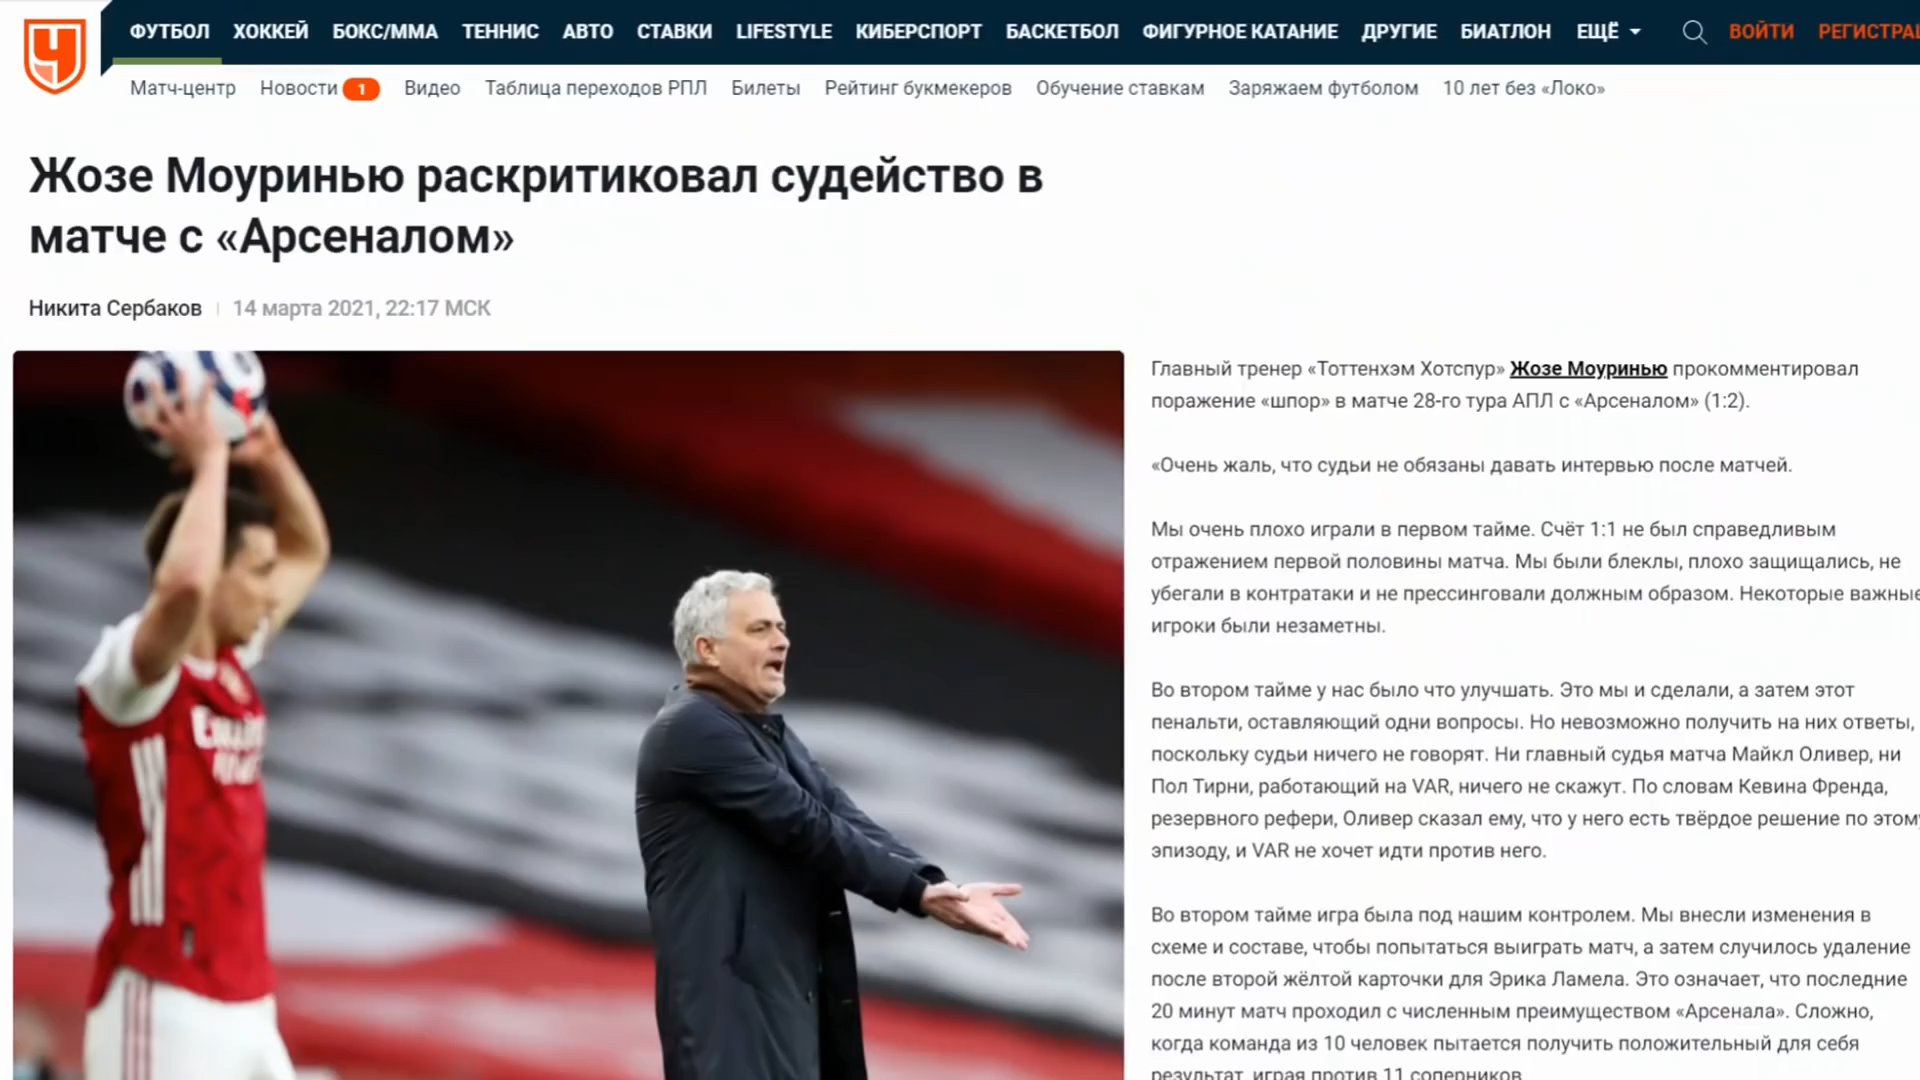 ФУТБОЛ ХОККЕЙ БОКС/ММА ТЕННИС АВТО СТАВКИ LIFESTYLE КИБЕРСПОРТ БАСКЕТБОЛ ФИГУРНОЕ КАТАНИЕ ДРУГИЕ БИАТЛОН ЕЩЁ ВОЙТИ РЕГИСТРАЦ
Матч-центр Новости 1 Видео Таблица переходов РПЛ Билеты Рейтинг букмекеров Обучение ставкам Заряжаем футболом 10 лет без «Локо»
Жозе Моуринью раскритиковал судейство в
матче с «Арсеналом»
Никита Сербаков 14 марта 2021, 22:17 МСК
Главный тренер «Тоттенхэм Хотспур» Жозе Моуринью прокомментировал
поражение «шпор» в матче 28-го тура АПЛ с «Арсеналом» (1:2).
«Очень жаль, что судьи не обязаны давать интервью после матчей.
Мы очень плохо играли в первом тайме. Счёт 1:1 не был справедливым
отражением первой половины матча. Мы были блеклы, плохо защищались, не
убегали в контратаки и не прессинговали должным образом. Некоторые важные
игроки были незаметны.
Во втором тайме у нас было что улучшать. Это мы и сделали, а затем этот
пенальти, оставляющий одни вопросы. Но невозможно получить на них ответы,
поскольку судьи ничего не говорят. Ни главный судья матча Майкл Оливер, ни
Пол Тирни, работающий на VAR, ничего не скажут. По словам Кевина Френда,
резервного рефери, Оливер сказал ему, что у него есть твёрдое решение по этому
эпизоду, и VAR не хочет идти против него.
Во втором тайме игра была под нашим контролем. Мы внесли изменения в
схеме и составе, чтобы попытаться выиграть матч, а затем случилось удаление
после второй жёлтой карточки для Эрика Ламела. Это означает, что последние
20 минут матч проходил с численным преимуществом «Арсенала». Сложно,
когда команда из 10 человек пытается получить положительный для себя
результат, играя против 11 соперников